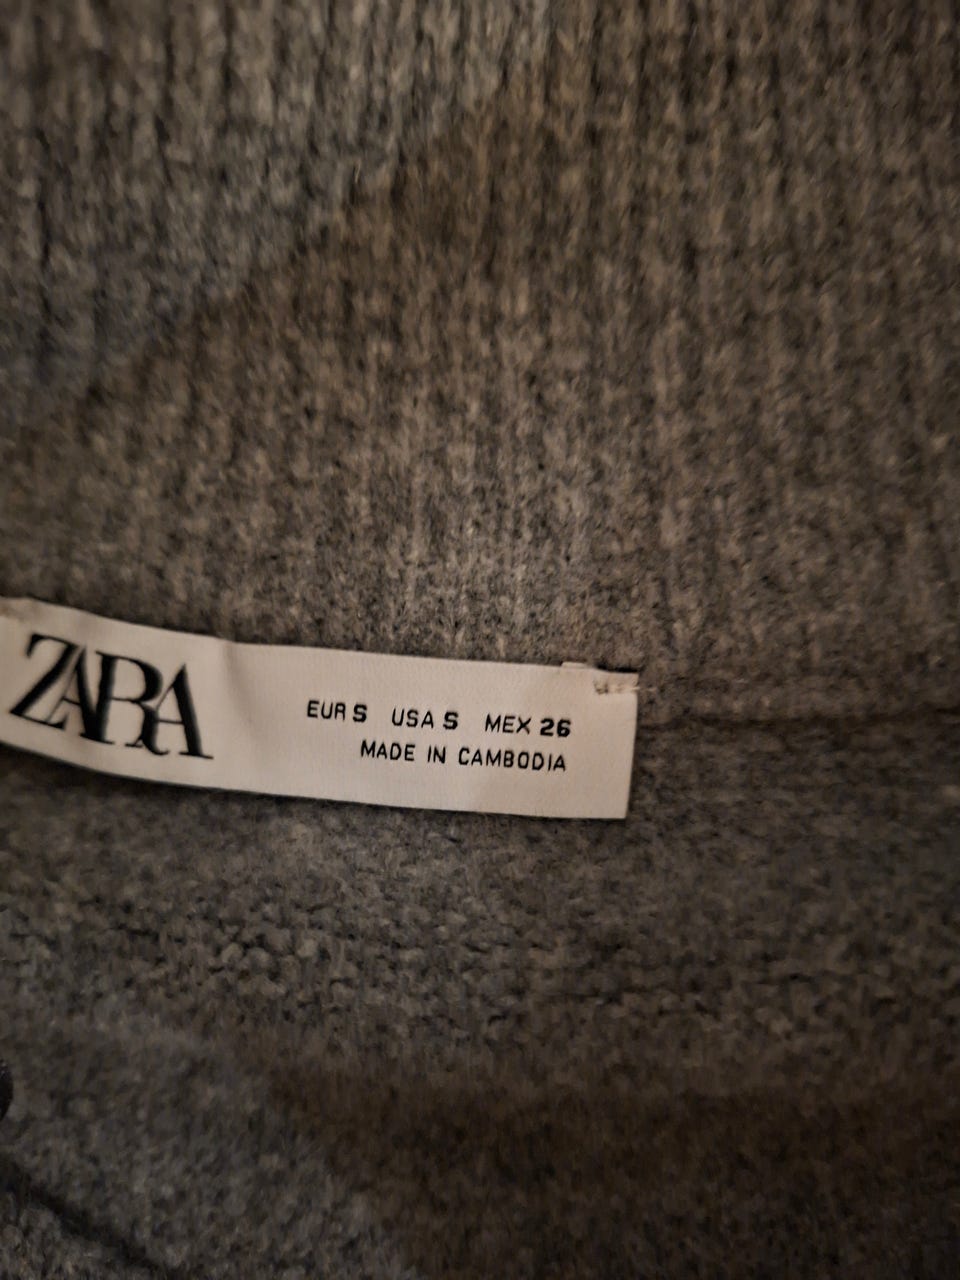 ZARA
EUR S USA S MEX 26
MADE IN CAMBODIA